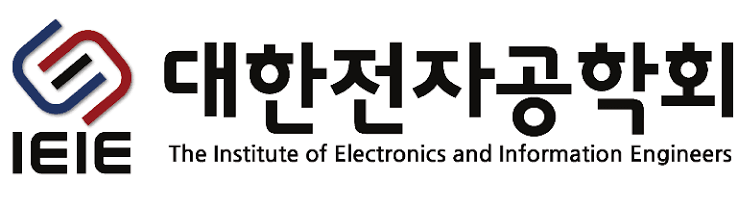 대한전자공학회
IEIE
The Institute of Electronics and Information Engineers